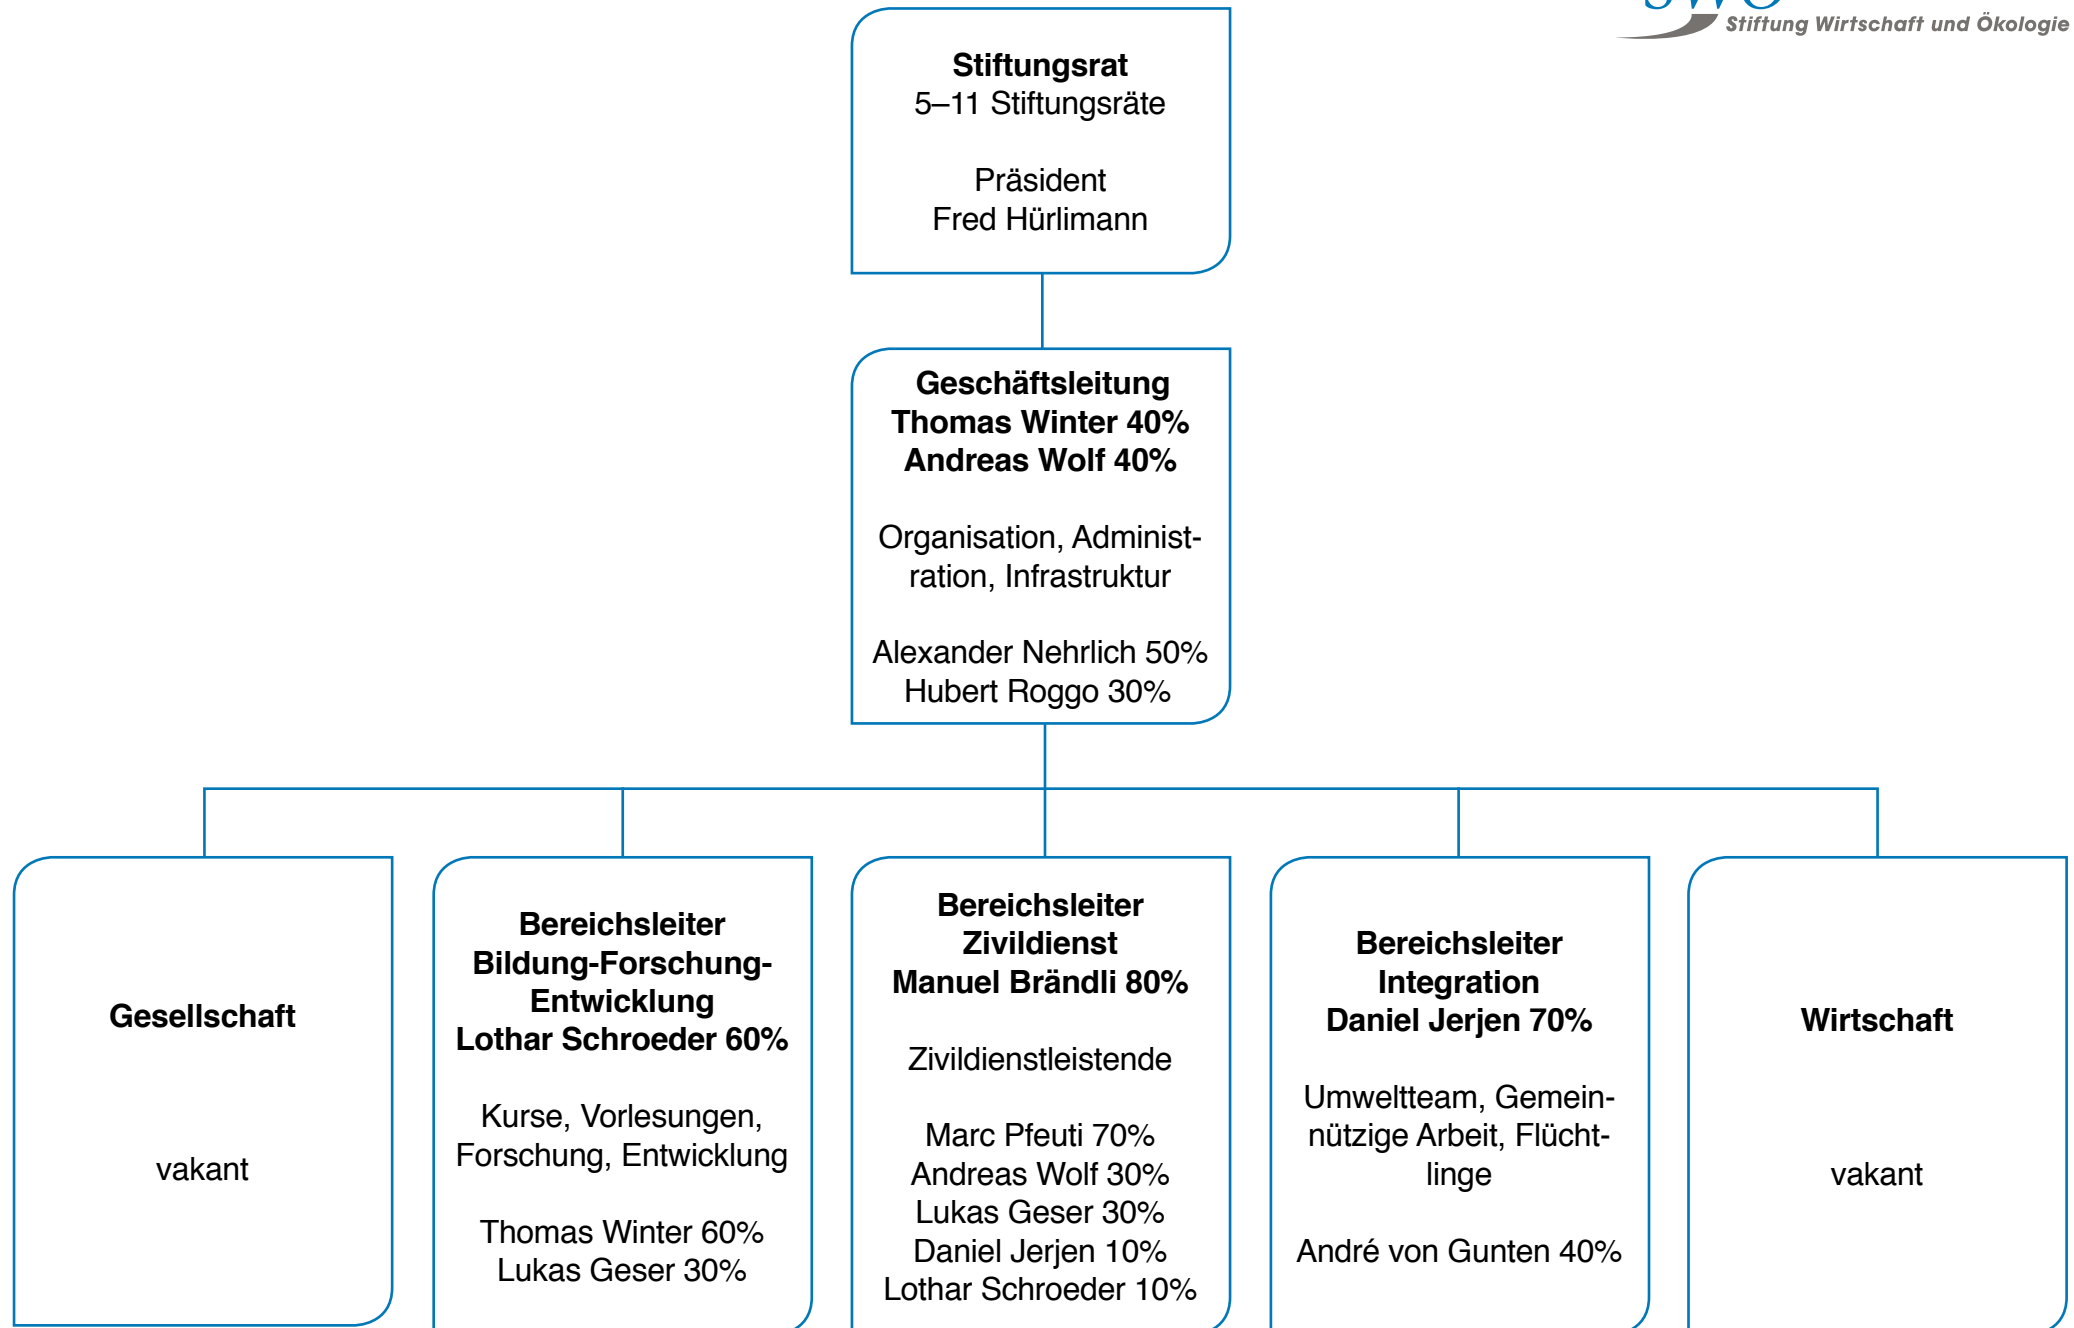 SWO
Stiftung Wirtschaft und Ökologie
Stiftungsrat
5–11 Stiftungsräte
Präsident
Fred Hürlimann
Geschäftsleitung
Thomas Winter 40%
Andreas Wolf 40%
Organisation, Administ-
ration, Infrastruktur
Alexander Nehrlich 50%
Hubert Roggo 30%
Gesellschaft
vakant
Bereichsleiter
Bildung-Forschung-
Entwicklung
Lothar Schroeder 60%
Kurse, Vorlesungen,
Forschung, Entwicklung
Thomas Winter 60%
Lukas Geser 30%
Bereichsleiter
Zivildienst
Manuel Brändli 80%
Zivildienstleistende
Marc Pfeuti 70%
Andreas Wolf 30%
Lukas Geser 30%
Daniel Jerjen 10%
Lothar Schroeder 10%
Bereichsleiter
Integration
Daniel Jerjen 70%
Umweltteam, Gemein-
nützige Arbeit, Flücht-
linge
André von Gunten 40%
Wirtschaft
vakant